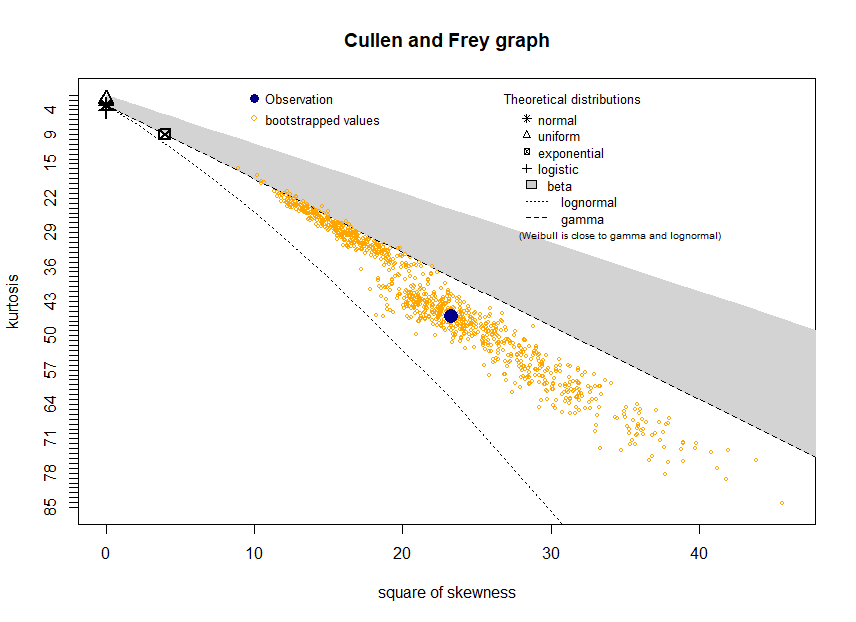 Cullen and Frey graph
Observation
bootstrapped values
Theoretical distributions
normal
uniform
exponential
logistic
beta
lognormal
gamma
(Weibull is close to gamma and lognormal)
kurtosis
4
9
15
22
29
36
43
50
57
64
71
78
85
0
10
20
30
40
square of skewness